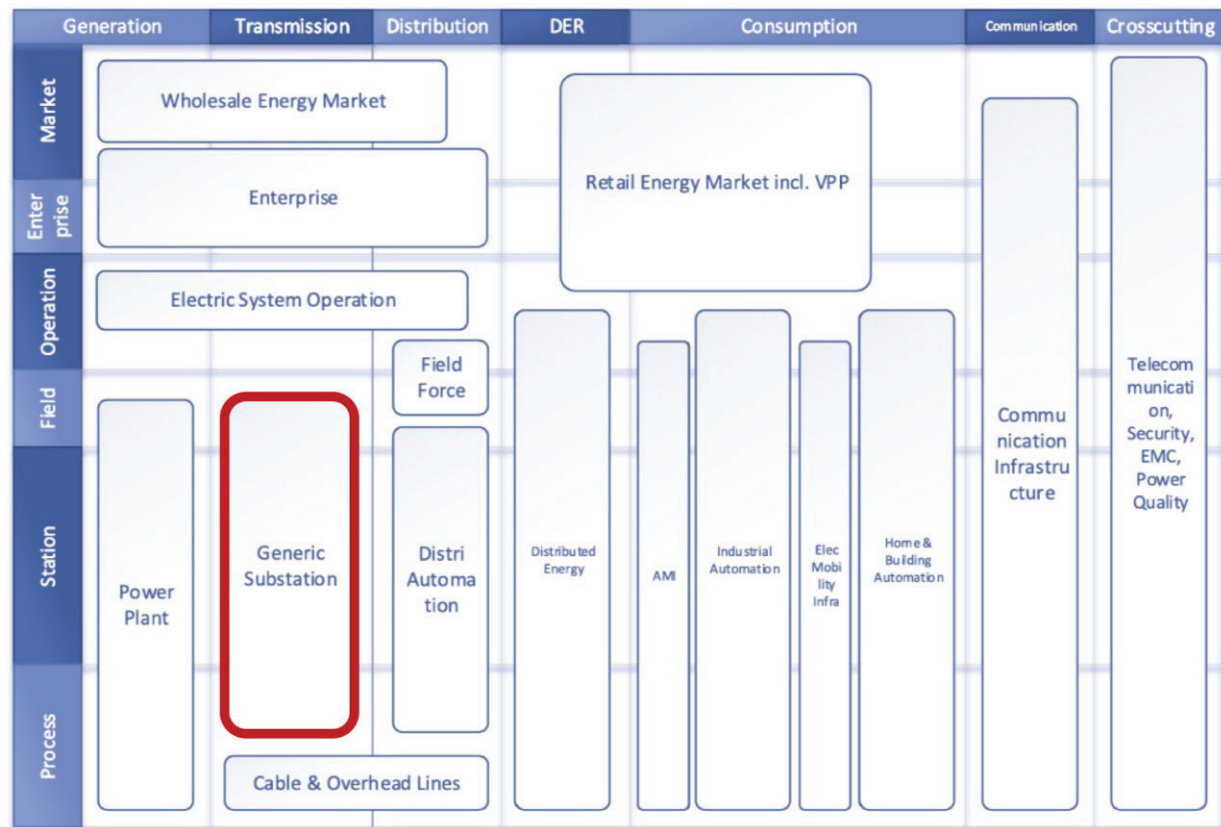 Generation
Transmission
Distribution
DER
Consumption
Communication
Crosscutting
Market
Enter
prise
Operation
Field
Station
Process
Wholesale Energy Market
Enterprise
Retail Energy Market incl. VPP
Electric System Operation
Field
Force
Power
Plant
Generic
Substation
Distri
Automa
tion
Distributed
Energy
AMI
Industrial
Automation
Elec
Mobi
lity
Infra
Home &
Building
Automation
Commu
nication
Infrastru
cture
Telecom
municati
on,
Security,
EMC,
Power
Quality
Cable & Overhead Lines